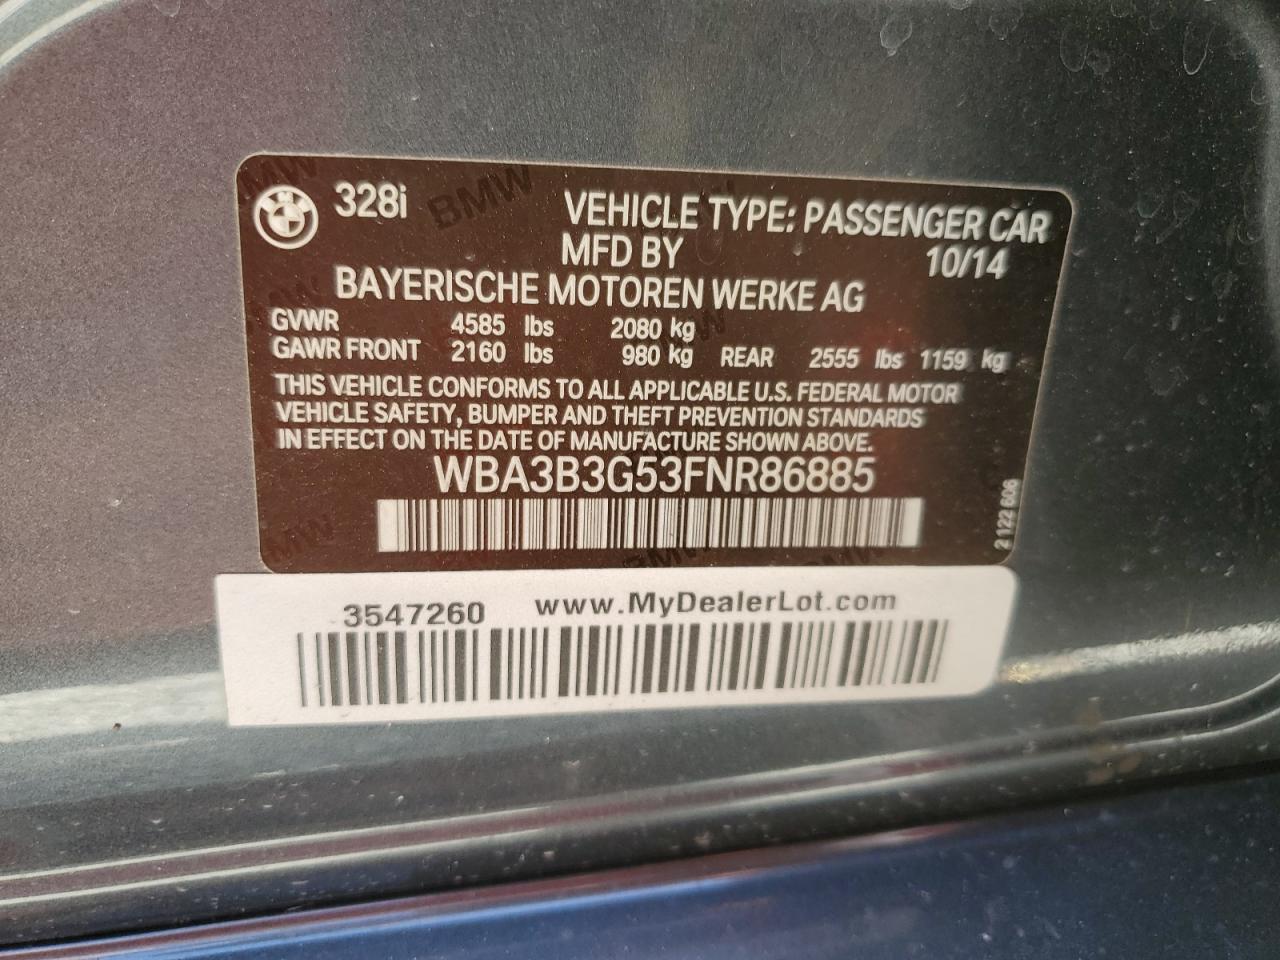 328i VEHICLE TYPE: PASSENGER CAR
MFD BY 10/14
BAYERISCHE MOTOREN WERKE AG
GVWR 4585 lbs 2080 kg
GAWR FRONT 2160 lbs 980 kg REAR 2555 lbs 1159 kg
THIS VEHICLE CONFORMS TO ALL APPLICABLE U.S. FEDERAL MOTOR
VEHICLE SAFETY, BUMPER AND THEFT PREVENTION STANDARDS
IN EFFECT ON THE DATE OF MANUFACTURE SHOWN ABOVE.
WBA3B3G53FNR86885
2 122 606
3547260 www.MyDealerLot.com